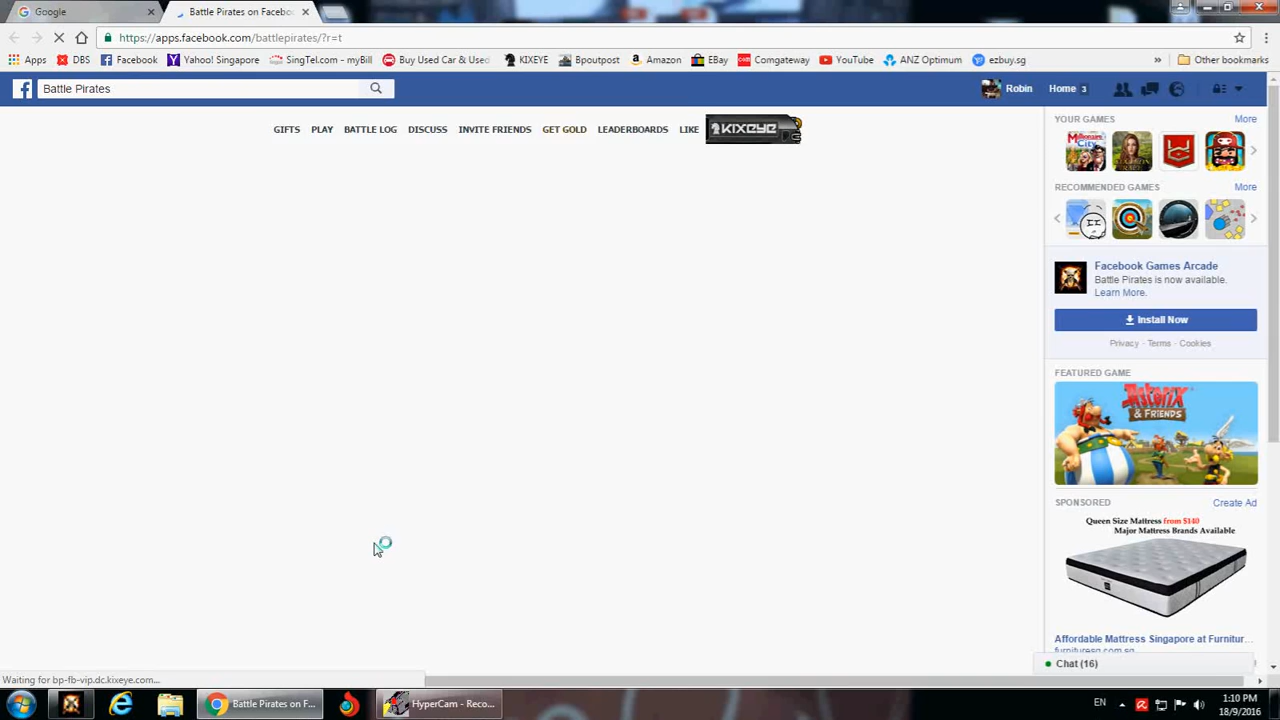 Google
Battle Pirates on Facebo
https://apps.facebook.com/battlepirates/?r=t
Apps DBS Facebook Yahoo! Singapore SingTel.com - myBill Buy Used Car & Used KIXEYE Bpoutpost Amazon EBay Comgateway YouTube ANZ Optimum ezbuy.sg » Other bookmarks
Battle Pirates
Robin Home 3
GIFTS PLAY BATTLE LOG DISCUSS INVITE FRIENDS GET GOLD LEADERBOARDS LIKE KIXEYE
YOUR GAMES More
Millionaire City
RECOMMENDED GAMES More
Facebook Games Arcade
Battle Pirates is now available.
Learn More.
Install Now
Privacy · Terms · Cookies
FEATURED GAME
Asterix
& FRIENDS
SPONSORED Create Ad
Queen Size Mattress from $140
Major Mattress Brands Available
Affordable Mattress Singapore at Furnitur...
furnituresg.com.sg
Chat (16)
Waiting for bp-fb-vip.dc.kixeye.com...
Battle Pirates on F...
HyperCam - Reco...
EN
1:10 PM
18/9/2016